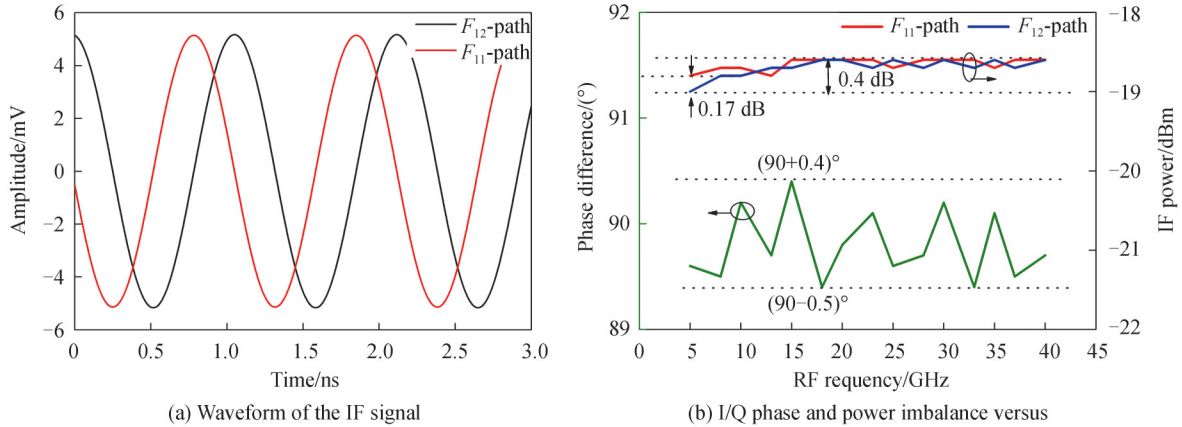 6
4
2
0
−2
−4
−6
Amplitude/mV
F₁₂-path
F₁₁-path
0
0.5
1.0
1.5
2.0
2.5
3.0
Time/ns
(a) Waveform of the IF signal
92
91
90
89
Phase difference/(°)
F₁₁-path
F₁₂-path
0.4 dB
0.17 dB
(90+0.4)°
(90−0.5)°
−18
−19
−20
−21
−22
IF power/dBm
0
5
10
15
20
25
30
35
40
45
RF requency/GHz
(b) I/Q phase and power imbalance versus